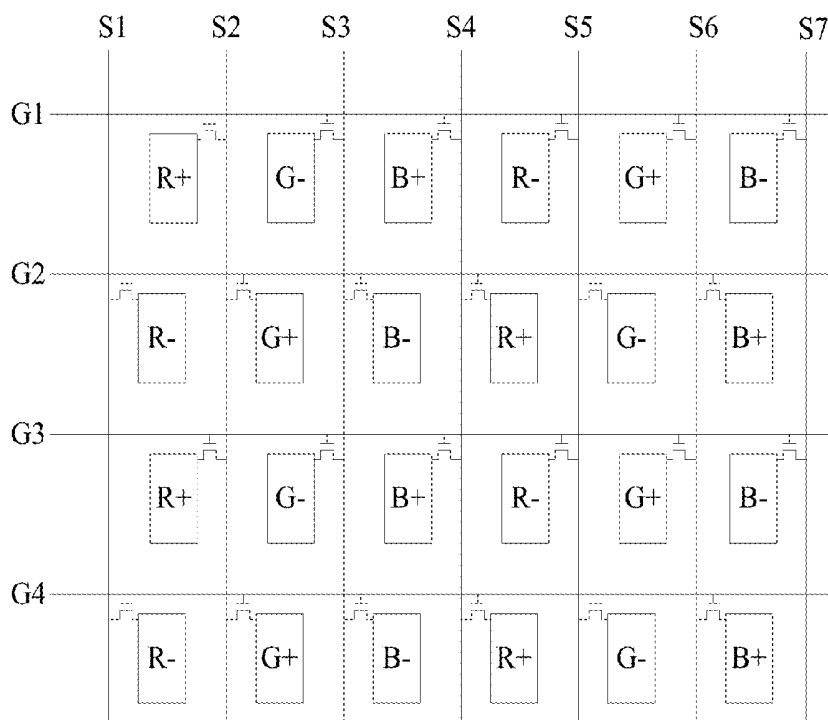 S1 S2 S3 S4 S5 S6 S7
G1
R+ G- B+ R- G+ B-
G2
R- G+ B- R+ G- B+
G3
R+ G- B+ R- G+ B-
G4
R- G+ B- R+ G- B+